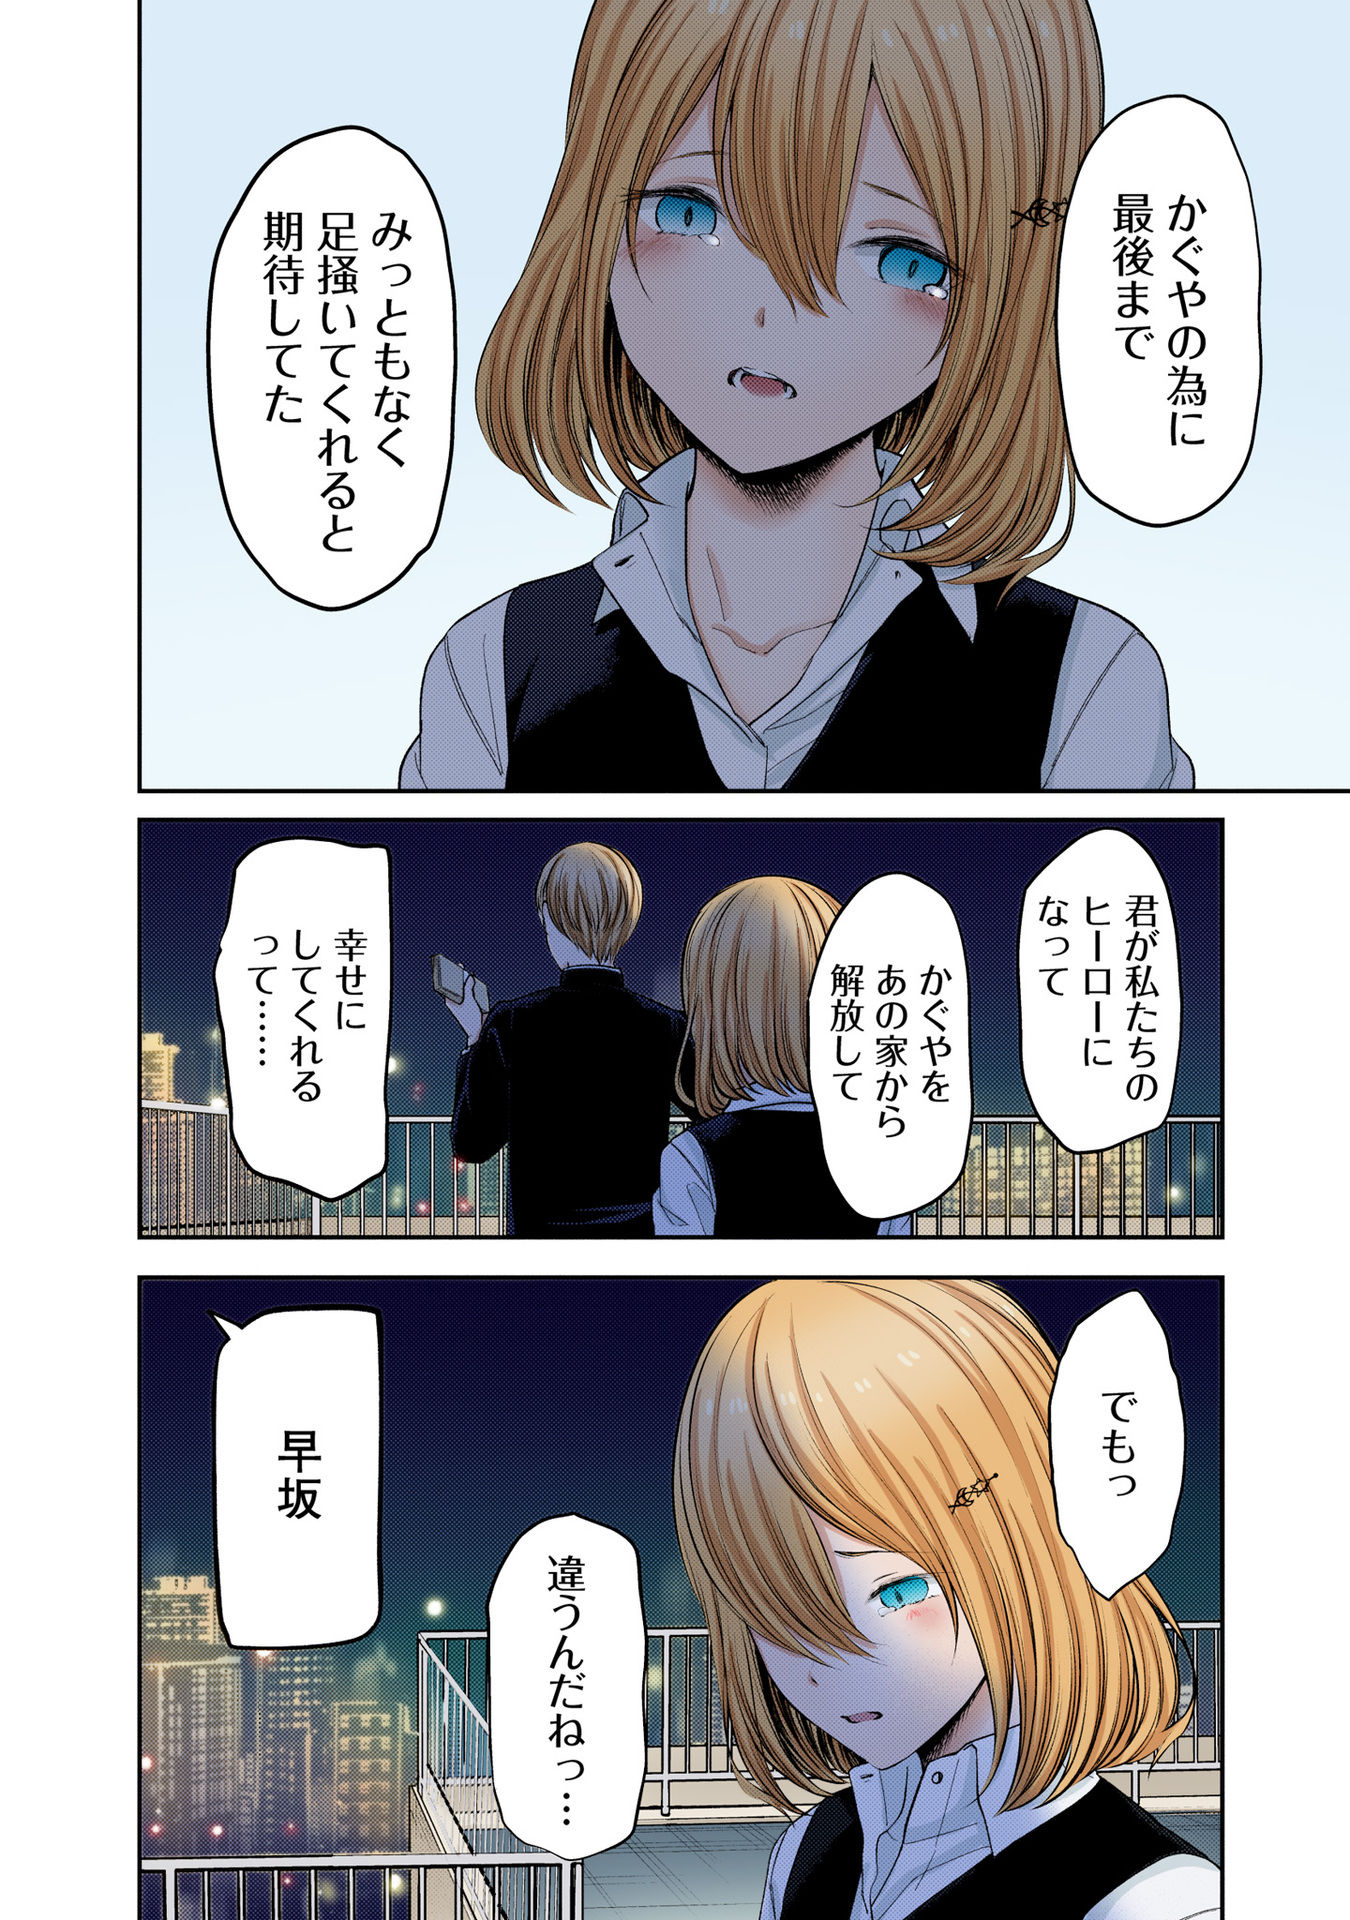 かぐやの為に
最後まで
みっともなく
足掻いてくれると
期待してた
君が私たちの
ヒーローに
なって
かぐやを
あの家から
解放して
幸せに
してくれる
って……
でもっ
違うんだねっ…
早坂